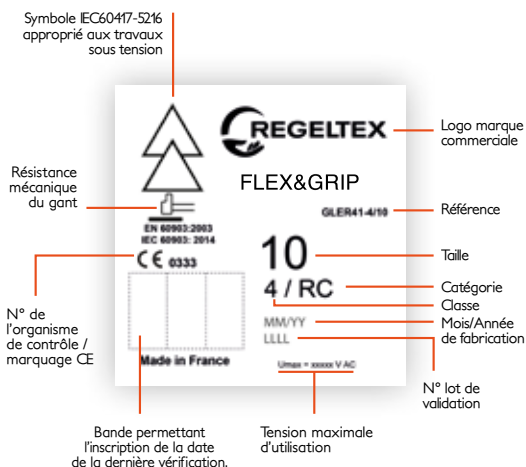 Symbole IEC60417-5216
approprié aux travaux
sous tension
REGELTEX
Logo marque
commerciale
FLEX&GRIP
Résistance
mécanique
du gant
GLER41-4/10
Référence
EN 60903:2003
IEC 60903: 2014
CE 0333
10
Taille
4 / RC
Catégorie
Classe
N° de
l'organisme
de contrôle /
marquage CE
MM/YY
Mois/Année
de fabrication
LLLL
Made in France
Umax = xxxxx V AC
N° lot de
validation
Bande permettant
l'inscription de la date
de la dernière vérification.
Tension maximale
d'utilisation